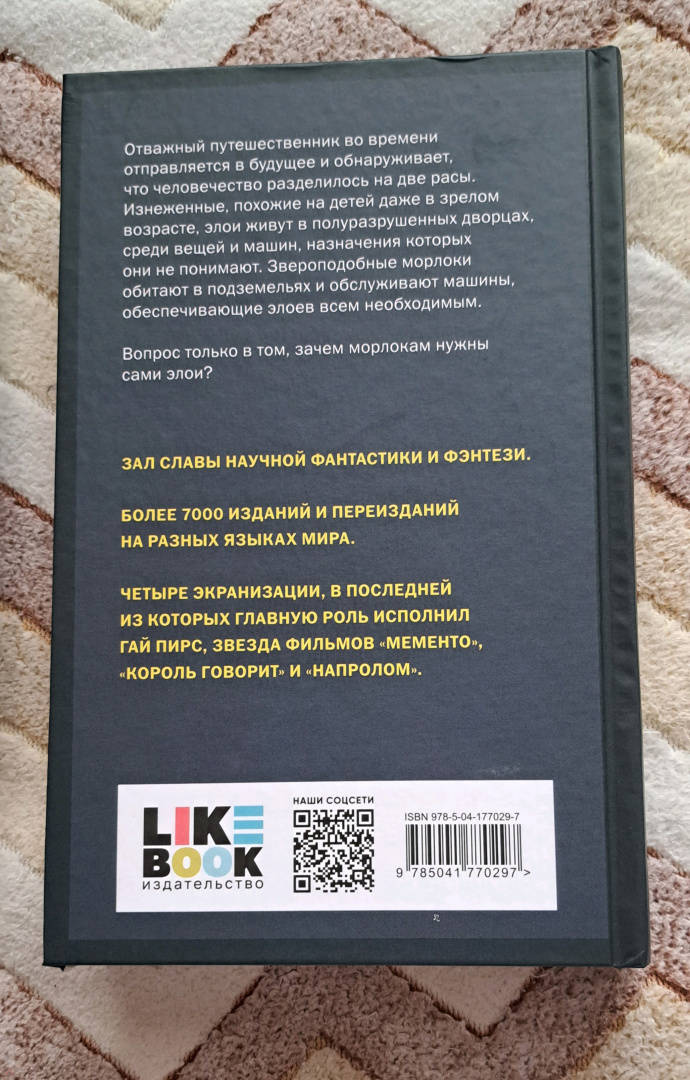 Отважный путешественник во времени
отправляется в будущее и обнаруживает,
что человечество разделилось на две расы.
Изнеженные, похожие на детей даже в зрелом
возрасте, элои живут в полуразрушенных дворцах,
среди вещей и машин, назначения которых
они не понимают. Звероподобные морлоки
обитают в подземельях и обслуживают машины,
обеспечивающие элоев всем необходимым.
Вопрос только в том, зачем морлокам нужны
сами элои?
ЗАЛ СЛАВЫ НАУЧНОЙ ФАНТАСТИКИ И ФЭНТЕЗИ.
БОЛЕЕ 7000 ИЗДАНИЙ И ПЕРЕИЗДАНИЙ
НА РАЗНЫХ ЯЗЫКАХ МИРА.
ЧЕТЫРЕ ЭКРАНИЗАЦИИ, В ПОСЛЕДНЕЙ
ИЗ КОТОРЫХ ГЛАВНУЮ РОЛЬ ИСПОЛНИЛ
ГАЙ ПИРС, ЗВЕЗДА ФИЛЬМОВ «МЕМЕНТО»,
«КОРОЛЬ ГОВОРИТ» И «НАПРОЛОМ».
LIKE
BOOK
ИЗДАТЕЛЬСТВО
НАШИ СОЦСЕТИ
ISBN 978-5-04-177029-7
9 785041 770297 >